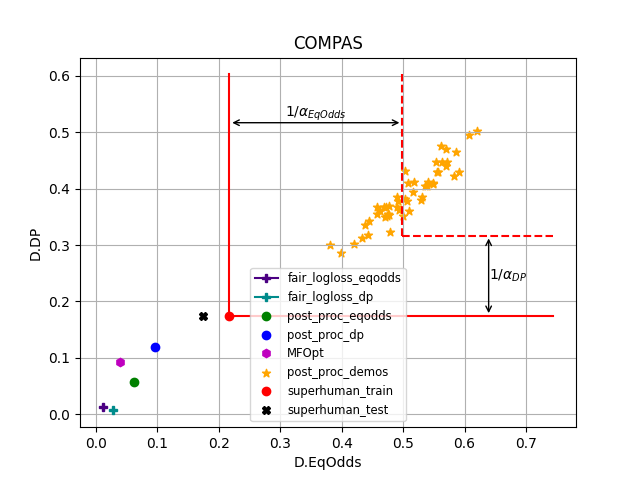 COMPAS
0.6
0.5
0.4
0.3
0.2
0.1
0.0
D.DP
1/α_EqOdds
1/α_DP
fair_logloss_eqodds
fair_logloss_dp
post_proc_eqodds
post_proc_dp
MFOpt
post_proc_demos
superhuman_train
superhuman_test
0.0 0.1 0.2 0.3 0.4 0.5 0.6 0.7
D.EqOdds